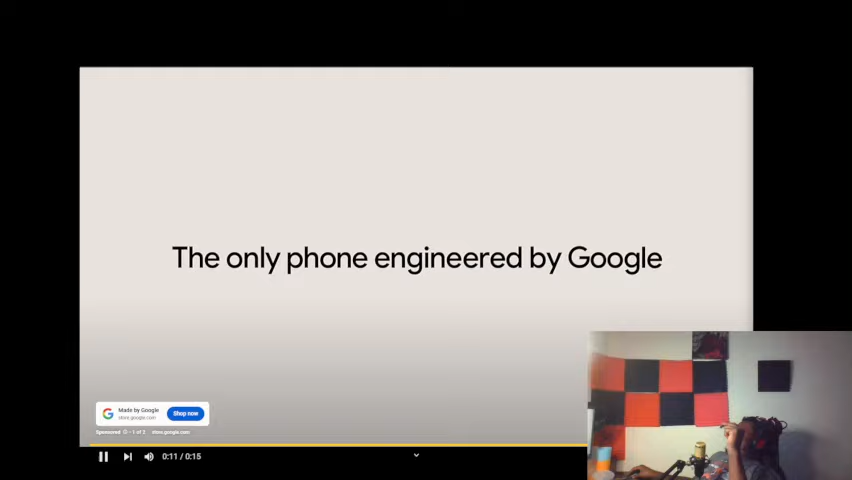 The only phone engineered by Google
Made by Google
store.google.com
Shop now
Sponsored
1 of 2
store.google.com
0:11 / 0:15